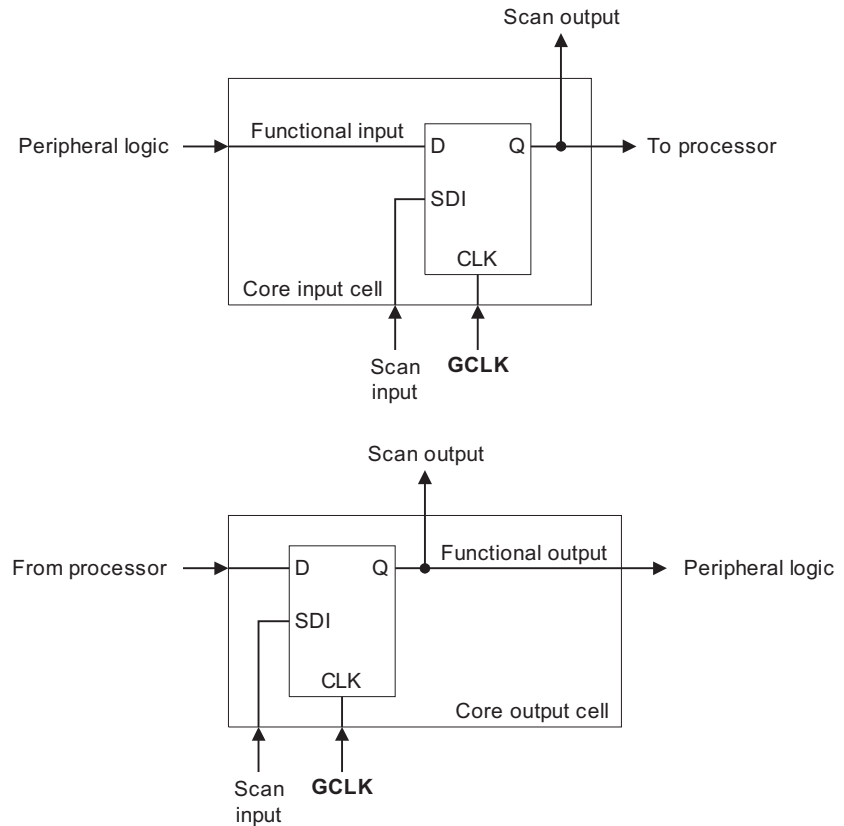 Scan output
Peripheral logic
Functional input
D
Q
To processor
SDI
CLK
Core input cell
Scan
input
GCLK
Scan output
From processor
D
Q
Functional output
Peripheral logic
SDI
CLK
Core output cell
Scan
input
GCLK